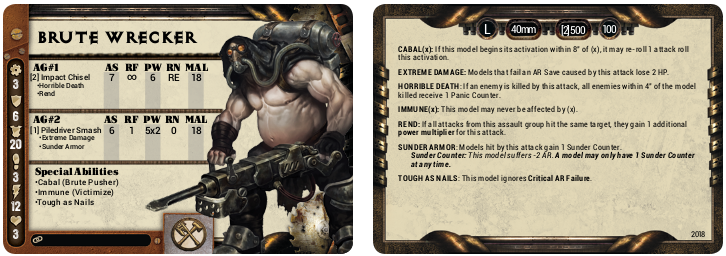 BRUTE WRECKER
AG#1 AS RF PW RN MAL
[2] Impact Chisel 7 ∞ 6 RE MAL
•Horrible Death
•Rend
AG#2 AS RF PW RN MAL
[1] Piledriver Smash 6 1 5x2 0 MAL
•Extreme Damage
•Sunder Armor
Special Abilities
•Cabal (Brute Pusher)
•Immune (Victimize)
•Tough as Nails
3
6
20
3
12
3
L 40mm [2]500 100
CABAL(x): If this model begins its activation within 8" of (x), it may re-roll 1 attack roll
this activation.
EXTREME DAMAGE: Models that fail an AR Save caused by this attack lose 2 HP.
HORRIBLE DEATH: If an enemy is killed by this attack, all enemies within 4" of the model
killed receive 1 Panic Counter.
IMMUNE(x): This model may never be affected by (x).
REND: If all attacks from this assault group hit the same target, they gain 1 additional
power multiplier for this attack.
SUNDER ARMOR: Models hit by this attack gain 1 Sunder Counter.
Sunder Counter: This model suffers -2 AR. A model may only have 1 Sunder Counter
at any time.
TOUGH AS NAILS: This model ignores Critical AR Failure.
2018